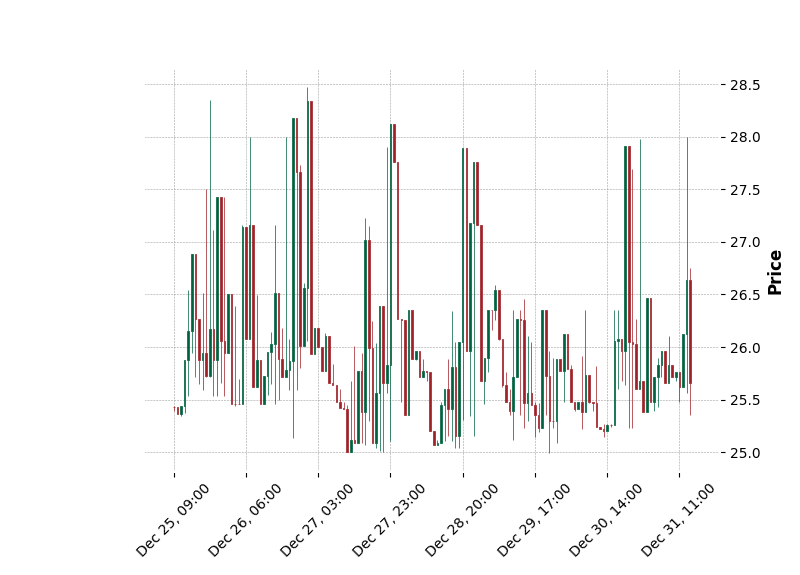 28.5
28.0
27.5
27.0
26.5
26.0
25.5
25.0
Price
Dec 25, 09:00
Dec 26, 06:00
Dec 27, 03:00
Dec 27, 23:00
Dec 28, 20:00
Dec 29, 17:00
Dec 30, 14:00
Dec 31, 11:00